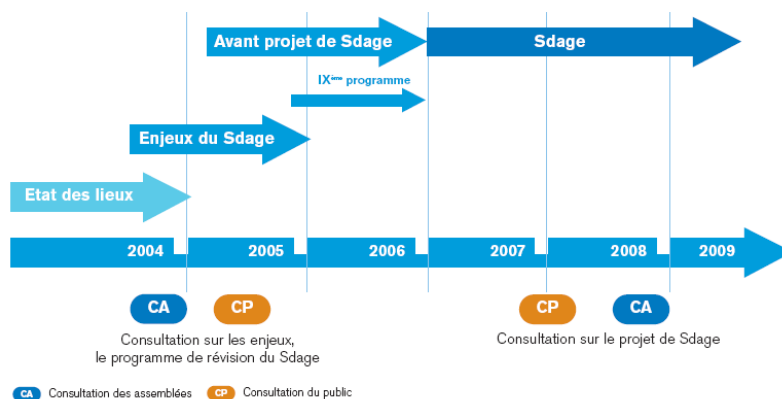 Avant projet de Sdage
Sdage
IXème programme
Enjeux du Sdage
Etat des lieux
2004
2005
2006
2007
2008
2009
CA
CP
CP
CA
Consultation sur les enjeux,
le programme de révision du Sdage
Consultation sur le projet de Sdage
CA Consultation des assemblées CP Consultation du public